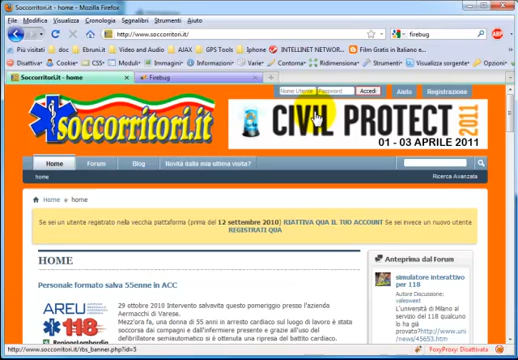 Soccorritori.it - home - Mozilla Firefox
File Modifica Visualizza Cronologia Segnalibri Strumenti Aiuto
http://www.soccorritori.it/
firebug
Più visitati doc Ebruni.it Video and Audio AJAX GPS Tools Iphone INTELLINET NETWORK... Film Gratis in Italiano e...
Disattiva Cookie CSS Moduli Immagini Informazioni Varie Contorna Ridimensiona Strumenti Visualizza sorgente Opzioni
Soccorritori.it - home
Firebug
Nome Utente Password Accedi Aiuto Registrazione
soccorritori.it
CIVIL PROTECT 2011
01 - 03 APRILE 2011
Home Forum Blog Novità dalla mia ultima visita?
home
Ricerca Avanzata
Home home
Se sei un utente registrato nella vecchia piattaforma (prima del 12 settembre 2010) RIATTIVA QUA IL TUO ACCOUNT Se sei invece un nuovo utente
REGISTRATI QUA
HOME
Personale formato salva 55enne in ACC
AREU
118
29 ottobre 2010 Intervento salvavita questo pomeriggio presso l'azienda
Aermacchi di Varese.
Mezz'ora fa, una donna di 55 anni in arresto cardiaco sul luogo di lavoro è stata
soccorsa dai compagni e dall'infermiere presente e grazie all'uso del
defibrillatore semiautomatico si è ottenuta una ripresa del battito cardiaco.
RegioneLombardia
Anteprima dal Forum
simulatore interattivo
per 118
Autore Discussione:
valeswest
L'università di Milano al
servizio del 118 qualcuno
lo ha già
provato?http://www.uni
news/45653.htm
http://www.soccorritori.it/rbs_banner.php?id=5
FoxyProxy: Disattivata